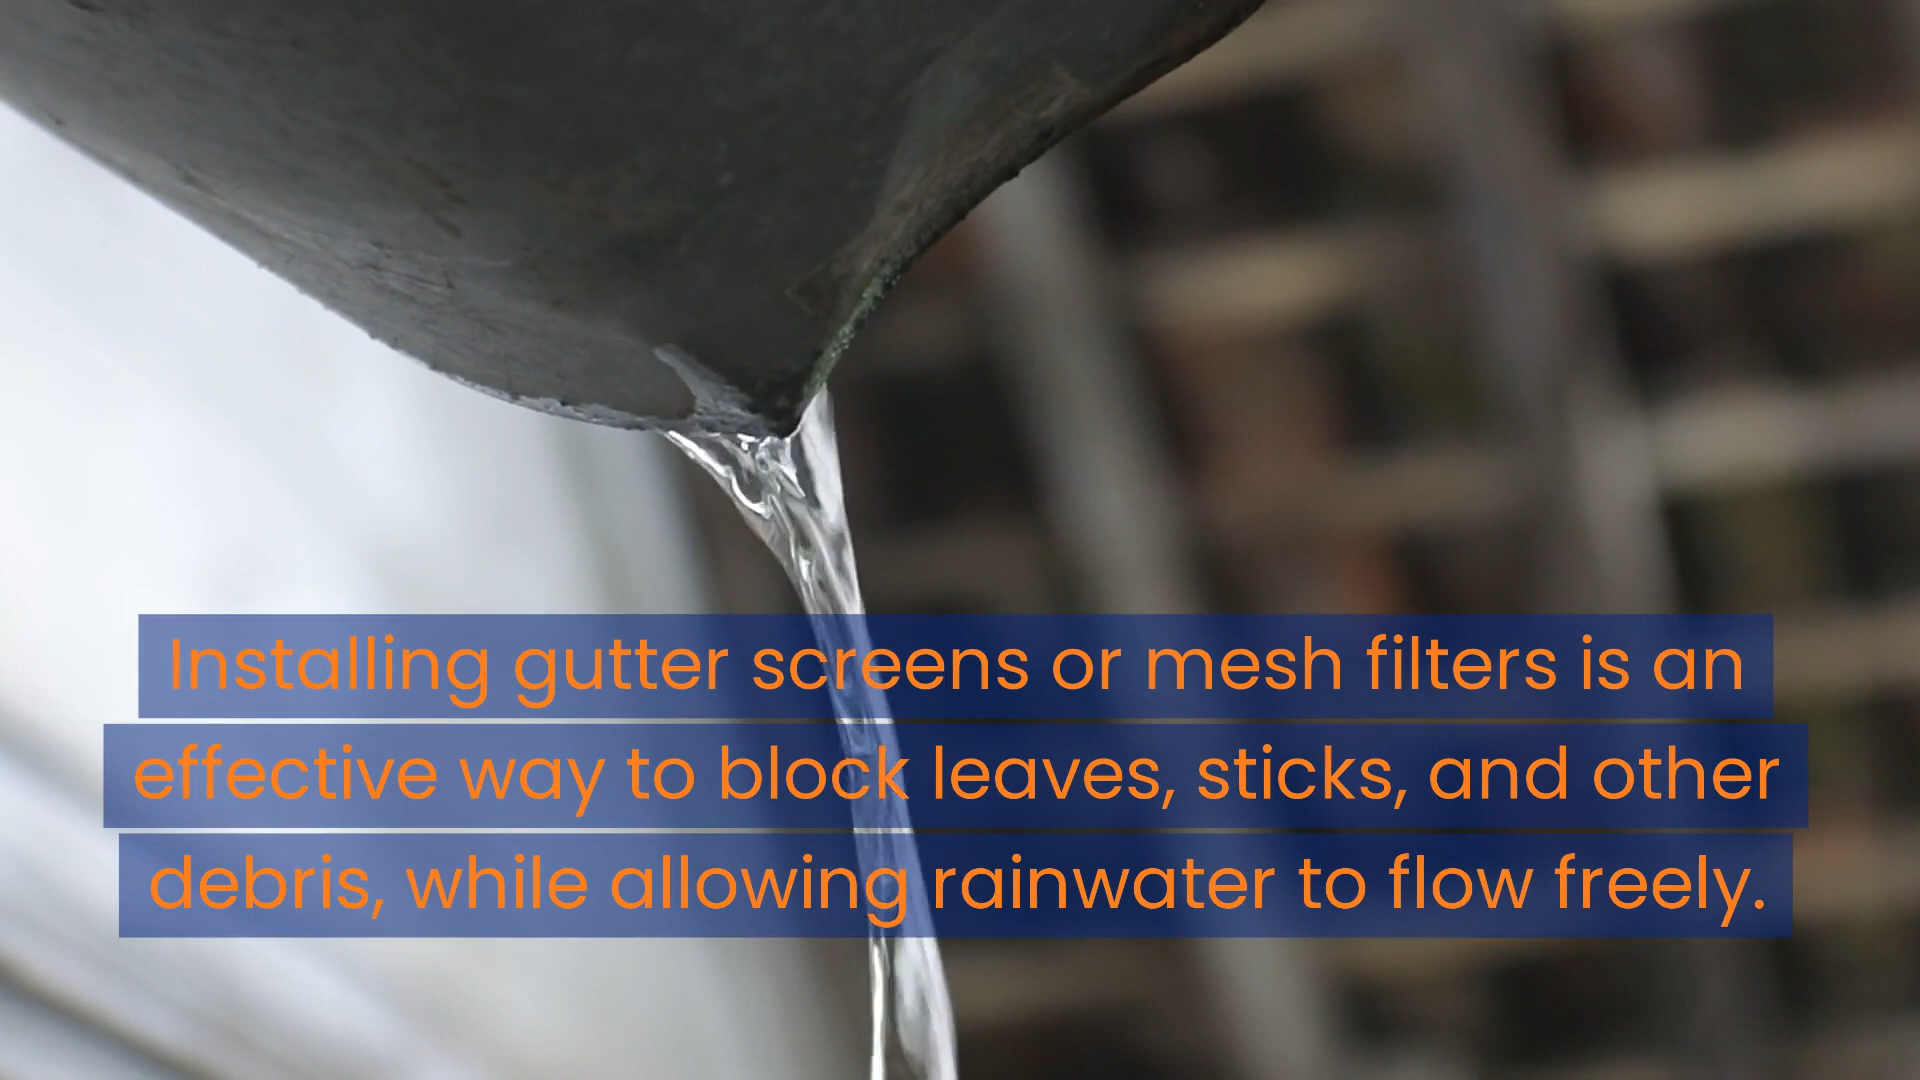 Installing gutter screens or mesh filters is an
effective way to block leaves, sticks, and other
debris, while allowing rainwater to flow freely.